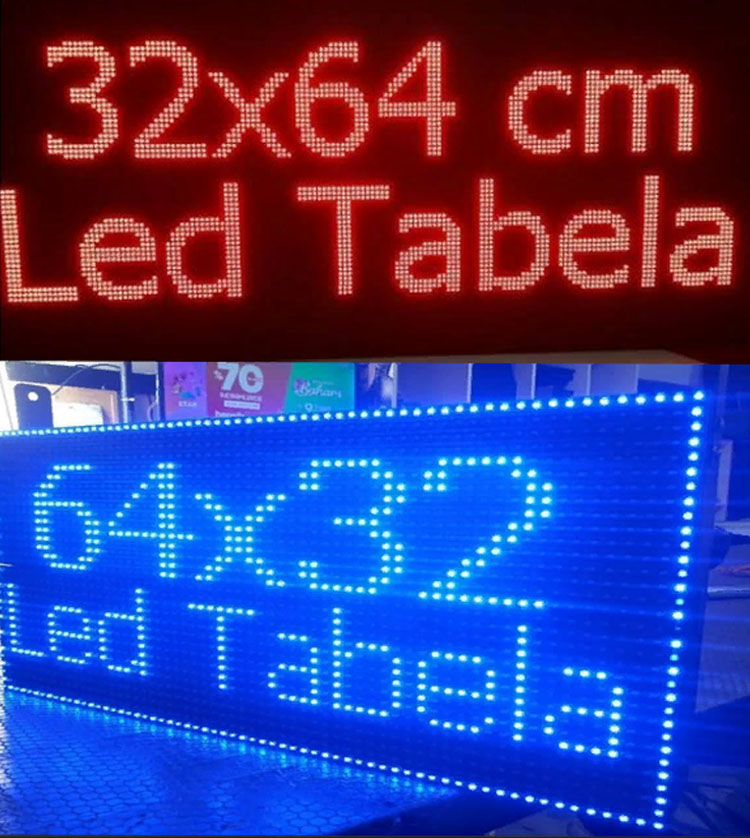 32x64 cm
Led Tabela
%70
64x32
Led Tabela